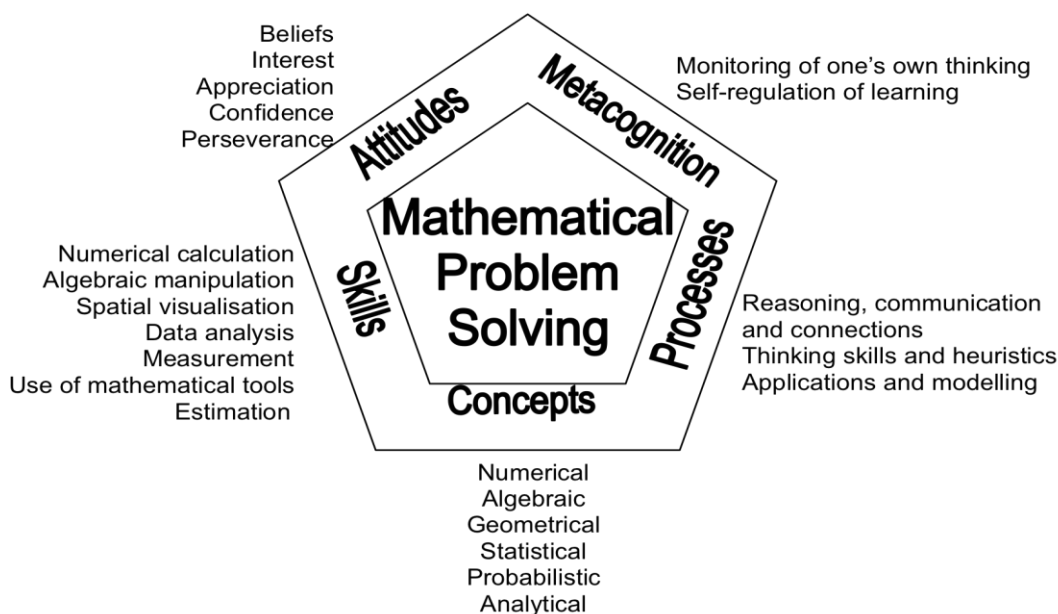 Beliefs
Interest
Appreciation
Confidence
Perseverance
Attitudes
Metacognition
Monitoring of one's own thinking
Self-regulation of learning
Mathematical
Problem
Solving
Numerical calculation
Algebraic manipulation
Spatial visualisation
Data analysis
Measurement
Use of mathematical tools
Estimation
Skills
Processes
Reasoning, communication
and connections
Thinking skills and heuristics
Applications and modelling
Concepts
Numerical
Algebraic
Geometrical
Statistical
Probabilistic
Analytical